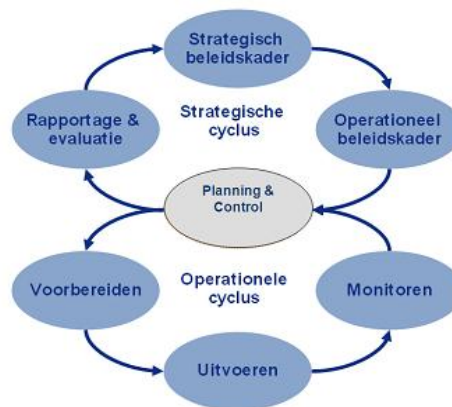 Strategisch
beleidskader
Rapportage &
evaluatie
Strategische
cyclus
Operationeel
beleidskader
Planning &
Control
Voorbereiden
Operationele
cyclus
Monitoren
Uitvoeren